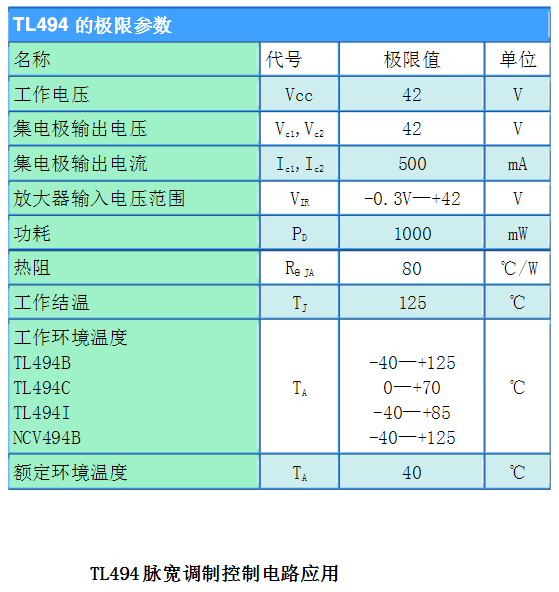 TL494 的极限参数
名称 代号 极限值 单位
工作电压 Vcc 42 V
集电极输出电压 Vc1,Vc2 42 V
集电极输出电流 Ic1,Ic2 500 mA
放大器输入电压范围 VIR -0.3V—+42 V
功耗 PD 1000 mW
热阻 RθJA 80 ℃/W
工作结温 TJ 125 ℃
工作环境温度
TL494B -40—+125
TL494C TA 0—+70 ℃
TL494I -40—+85
NCV494B -40—+125
额定环境温度 TA 40 ℃
TL494 脉宽调制控制电路应用